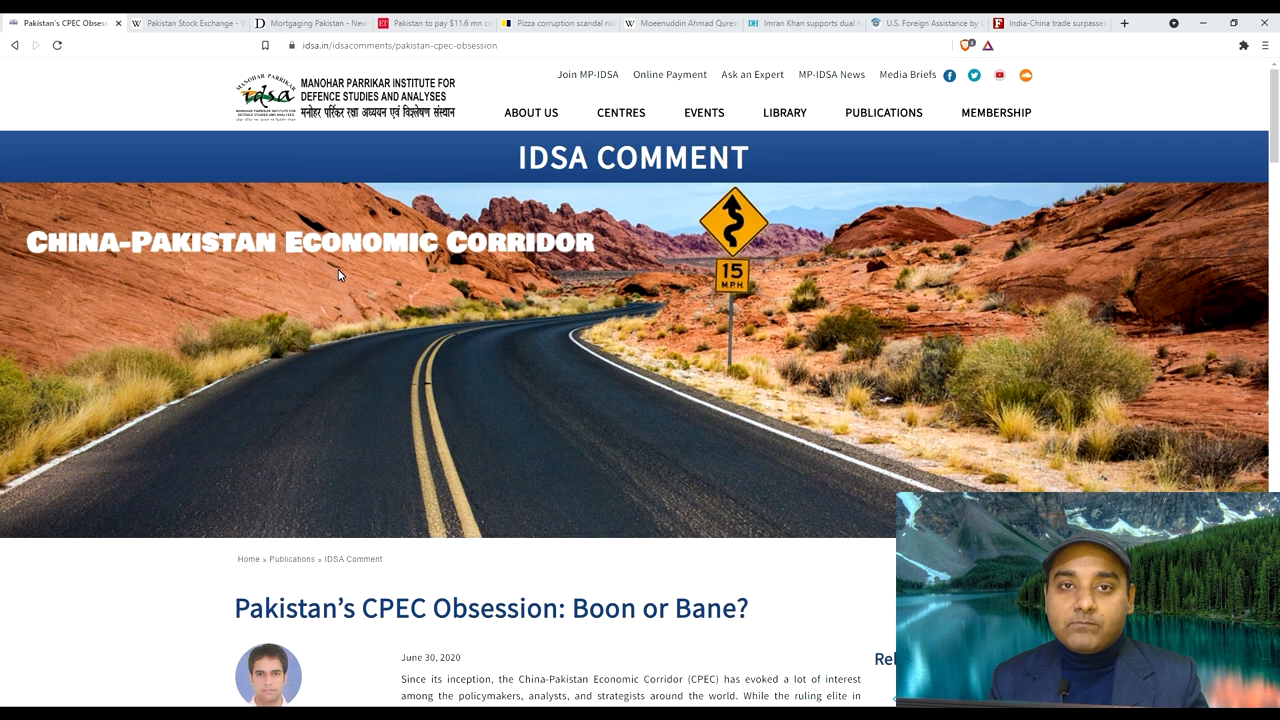 Pakistan's CPEC Obsess
Pakistan Stock Exchange - W
Mortgaging Pakistan - New
Pakistan to pay $11.6 mn c
Pizza corruption scandal ris
Moeenuddin Ahmad Qures
Imran Khan supports dual n
U.S. Foreign Assistance by C
India-China trade surpasse
idsa.in/idsacomments/pakistan-cpec-obsession
Join MP-IDSA Online Payment Ask an Expert MP-IDSA News Media Briefs
MANOHAR PARRIKAR
idsa
MANOHAR PARRIKAR INSTITUTE FOR
DEFENCE STUDIES AND ANALYSES
मनोहर पर्रिकर रक्षा अध्ययन एवं विश्लेषण संस्थान
ABOUT US CENTRES EVENTS LIBRARY PUBLICATIONS MEMBERSHIP
IDSA COMMENT
CHINA-PAKISTAN ECONOMIC CORRIDOR
15
MPH
Home » Publications » IDSA Comment
Pakistan's CPEC Obsession: Boon or Bane?
Rel
June 30, 2020
Since its inception, the China-Pakistan Economic Corridor (CPEC) has evoked a lot of interest
among the policymakers, analysts, and strategists around the world. While the ruling elite in